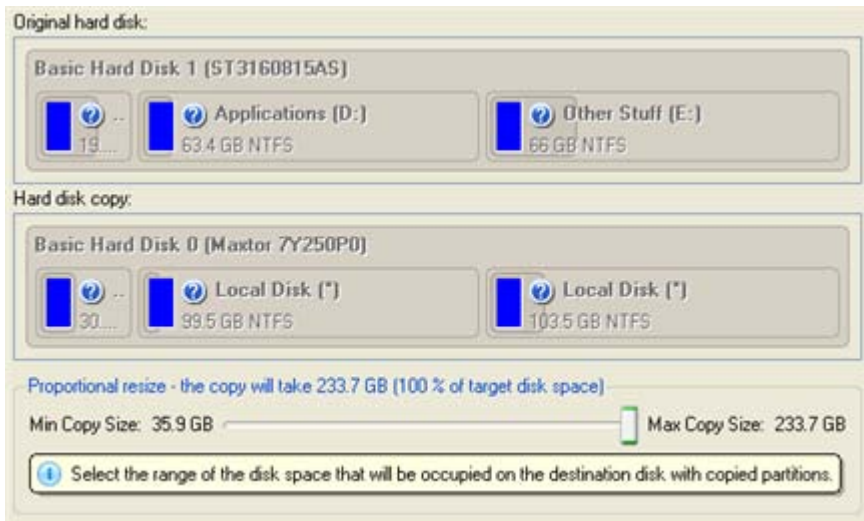 Original hard disk:
Basic Hard Disk 1 (ST3160815AS)
..
19....
Applications (D:)
63.4 GB NTFS
Other Stuff (E:)
66 GB NTFS
Hard disk copy:
Basic Hard Disk 0 (Maxtor 7Y250P0)
..
30....
Local Disk (*)
99.5 GB NTFS
Local Disk (*)
103.5 GB NTFS
Proportional resize - the copy will take 233.7 GB (100 % of target disk space)
Min Copy Size: 35.9 GB Max Copy Size: 233.7 GB
Select the range of the disk space that will be occupied on the destination disk with copied partitions.